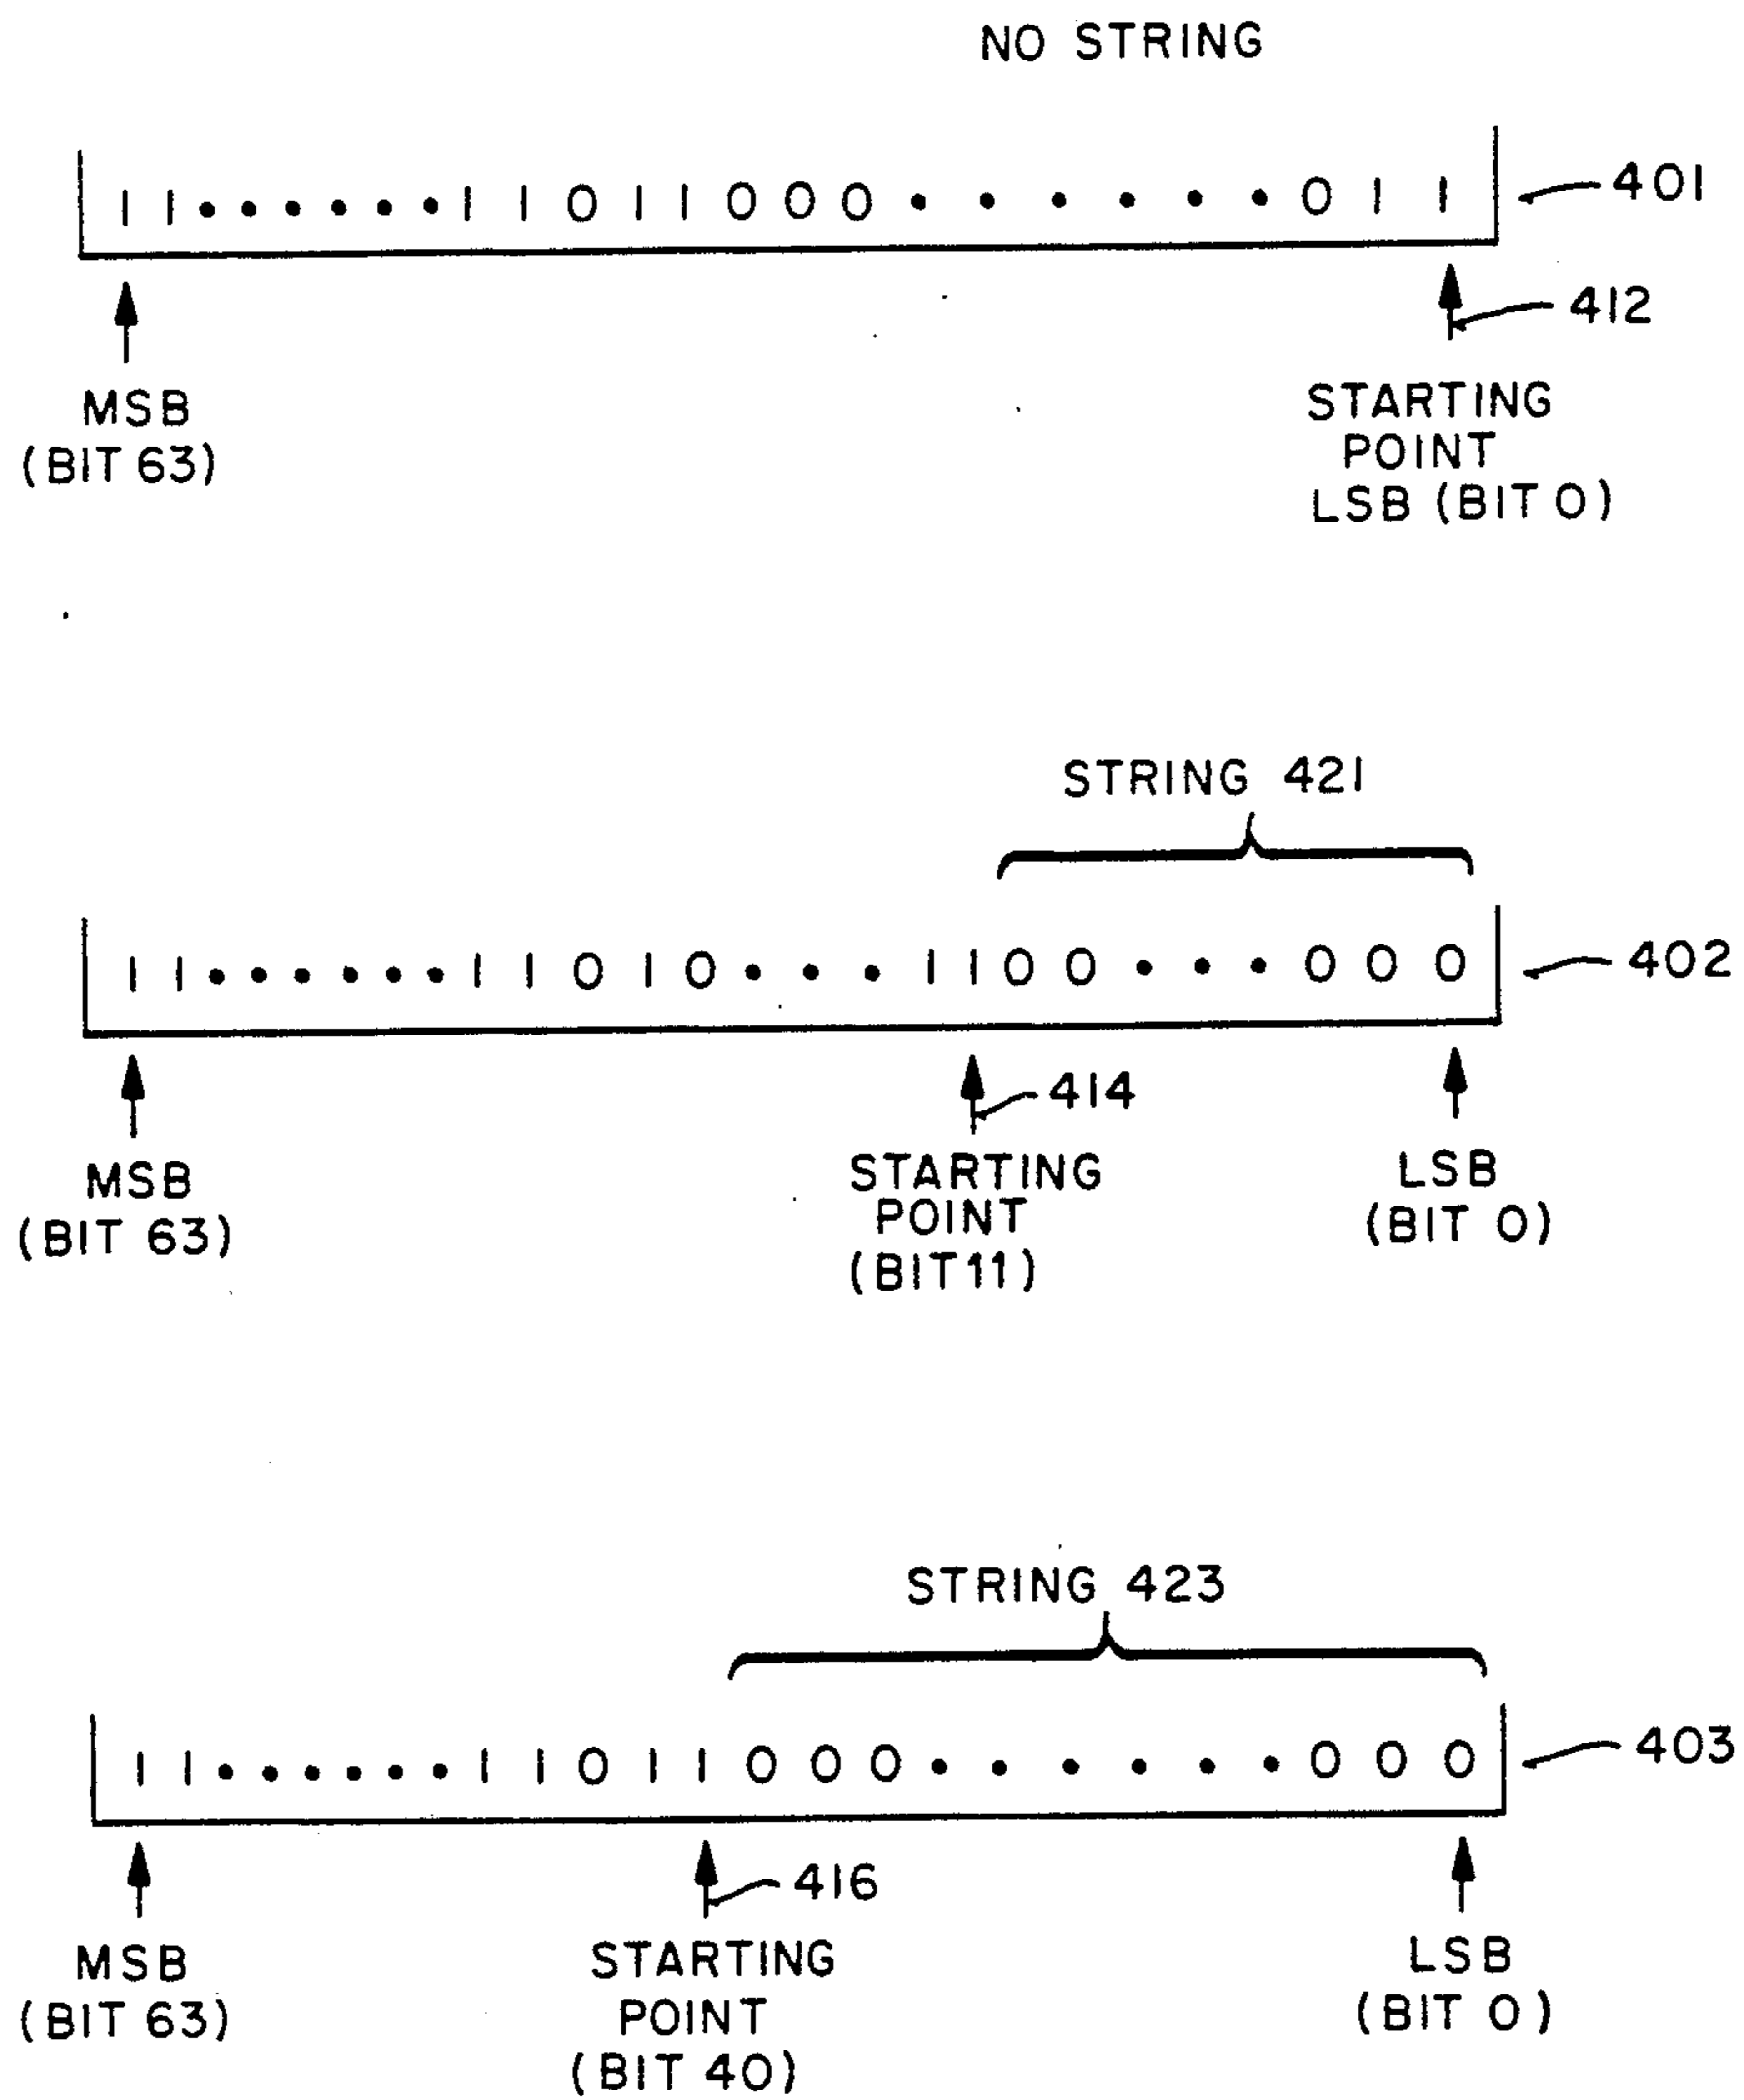 NO STRING
11••••••11011000••••••011
401
412
MSB
(BIT 63)
STARTING
POINT
LSB (BIT 0)
STRING 421
11••••••11010•••1100•••000
402
414
MSB
(BIT 63)
STARTING
POINT
(BIT 11)
LSB
(BIT 0)
STRING 423
11••••••11011000••••••000
403
416
MSB
(BIT 63)
STARTING
POINT
(BIT 40)
LSB
(BIT 0)